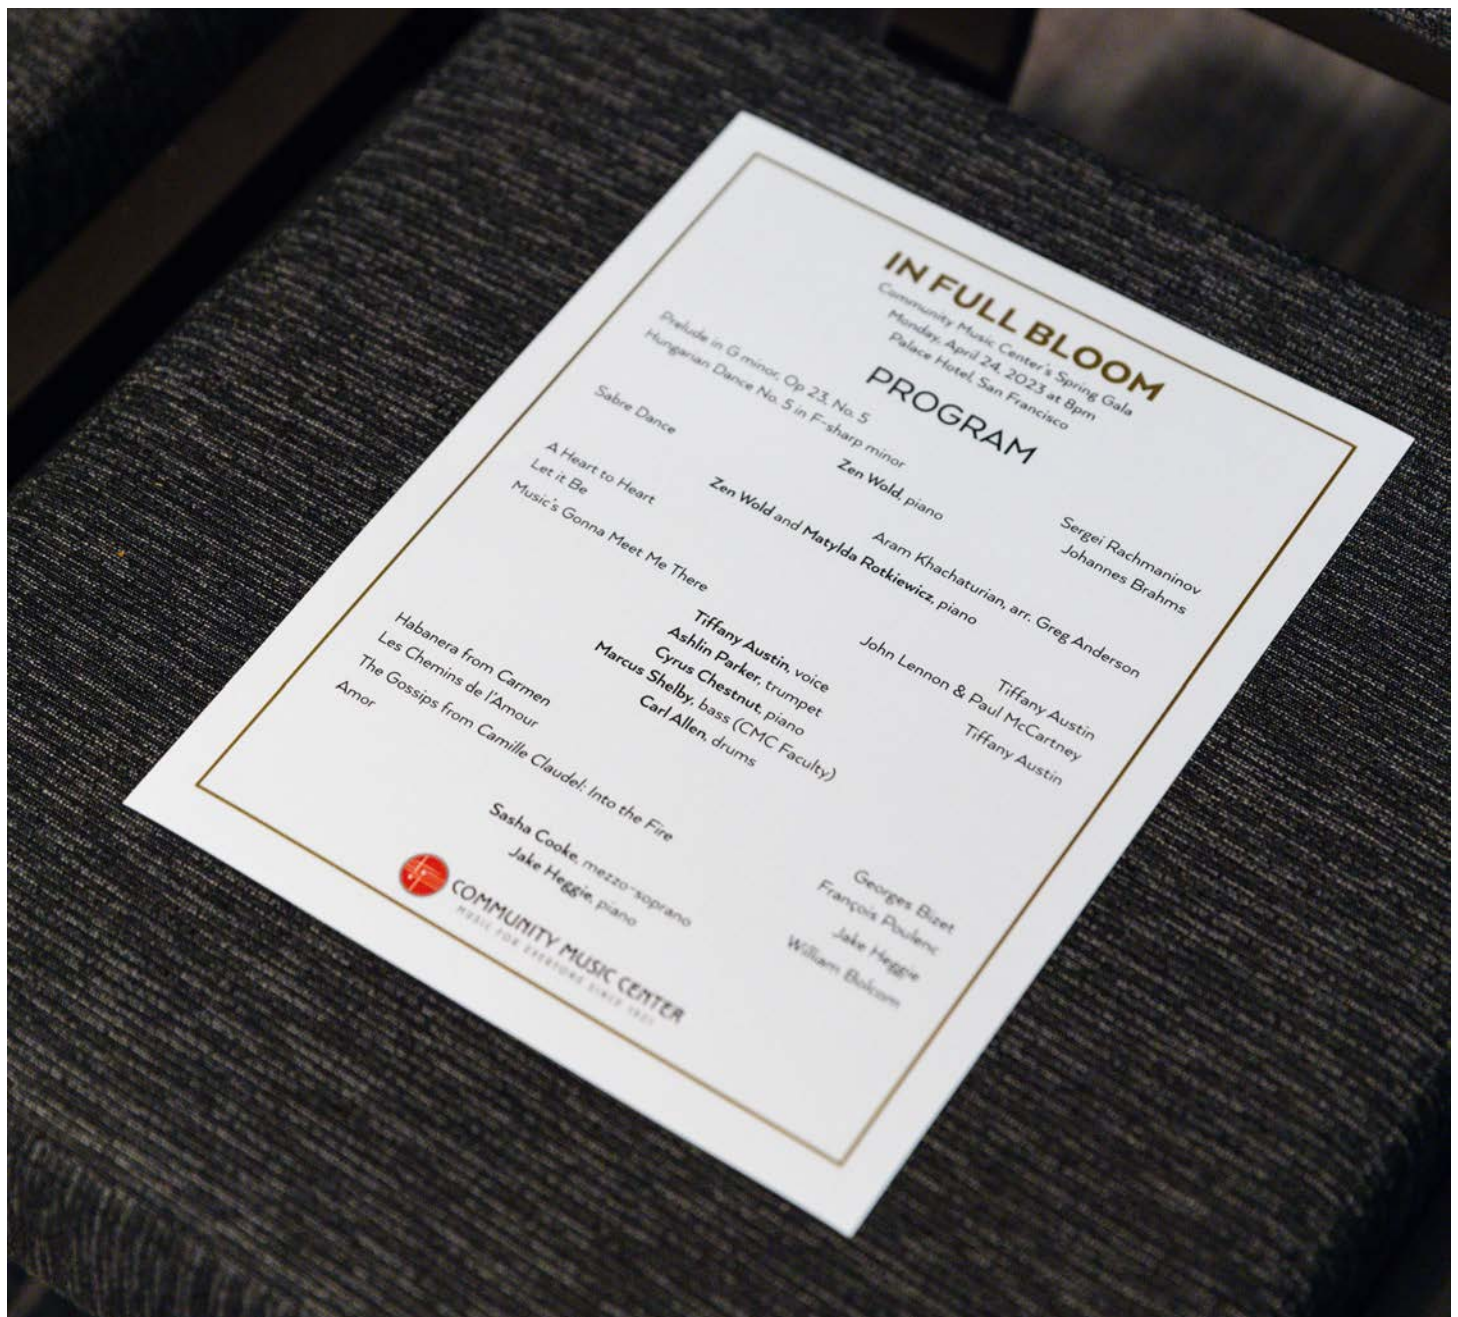 IN FULL BLOOM
Community Music Center's Spring Gala
Monday, April 24, 2023 at 8pm
Palace Hotel, San Francisco
PROGRAM
Prelude in G minor, Op 23, No. 5 Sergei Rachmaninov
Hungarian Dance No. 5 in F-sharp minor Johannes Brahms
Zen Wold, piano
Sabre Dance Aram Khachaturian, arr. Greg Anderson
Zen Wold and Matylda Rotkiewicz, piano
A Heart to Heart Tiffany Austin
Let it Be John Lennon & Paul McCartney
Music's Gonna Meet Me There Tiffany Austin
Tiffany Austin, voice
Ashlin Parker, trumpet
Cyrus Chestnut, piano
Marcus Shelby, bass (CMC Faculty)
Carl Allen, drums
Habanera from Carmen Georges Bizet
Les Chemins de l'Amour François Poulenc
The Gossips from Camille Claudel: Into the Fire Jake Heggie
Amor William Bolcom
Sasha Cooke, mezzo-soprano
Jake Heggie, piano
COMMUNITY MUSIC CENTER
MUSIC FOR EVERYONE SINCE 1921